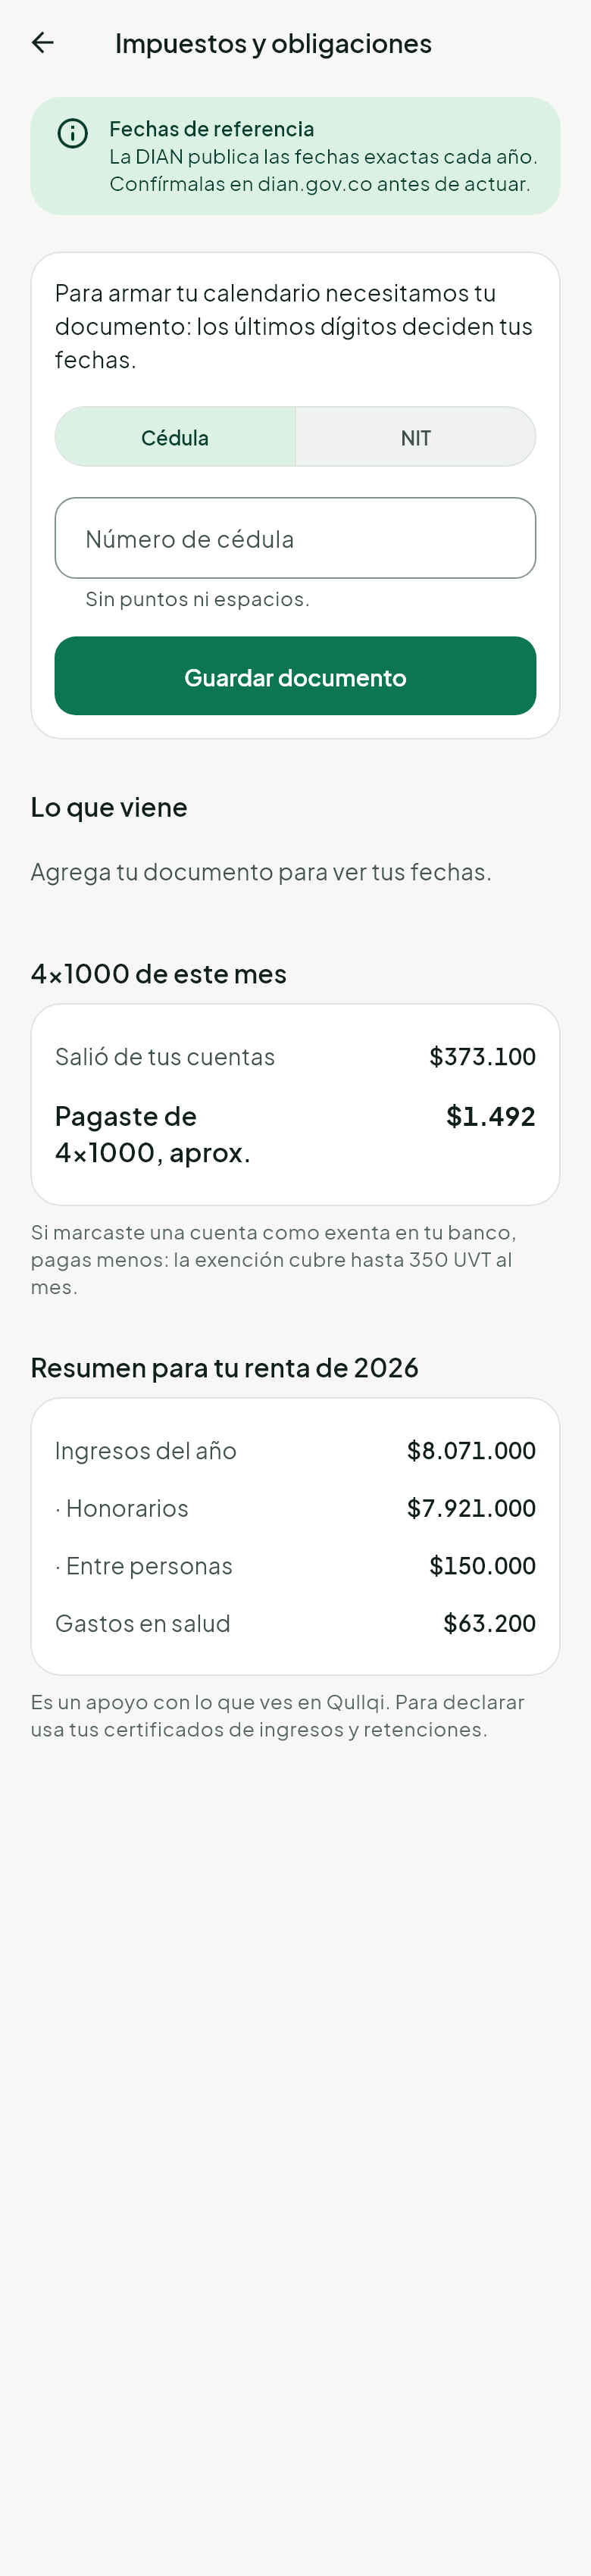 Impuestos y obligaciones
Fechas de referencia
La DIAN publica las fechas exactas cada año.
Confírmalas en dian.gov.co antes de actuar.
Para armar tu calendario necesitamos tu
documento: los últimos dígitos deciden tus
fechas.
Cédula NIT
Número de cédula
Sin puntos ni espacios.
Guardar documento
Lo que viene
Agrega tu documento para ver tus fechas.
4×1000 de este mes
Salió de tus cuentas $373.100
Pagaste de $1.492
4×1000, aprox.
Si marcaste una cuenta como exenta en tu banco,
pagas menos: la exención cubre hasta 350 UVT al
mes.
Resumen para tu renta de 2026
Ingresos del año $8.071.000
· Honorarios $7.921.000
· Entre personas $150.000
Gastos en salud $63.200
Es un apoyo con lo que ves en Qullqi. Para declarar
usa tus certificados de ingresos y retenciones.